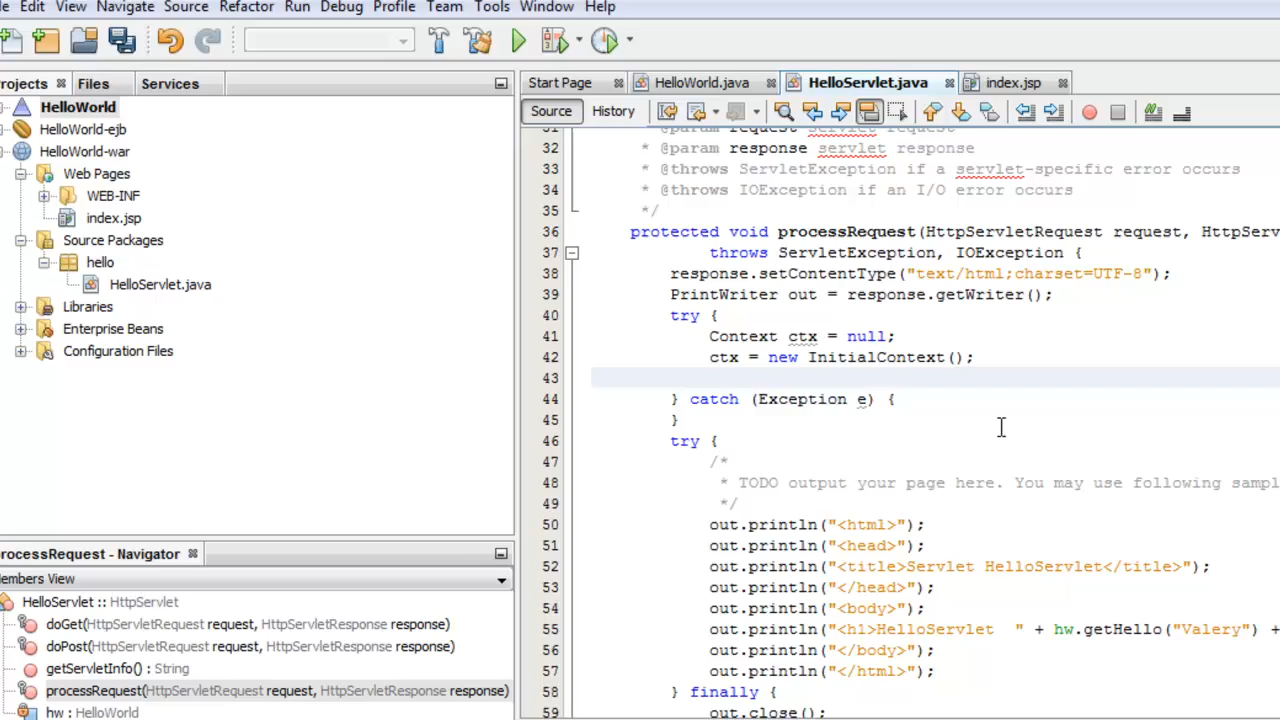 le Edit View Navigate Source Refactor Run Debug Profile Team Tools Window Help
rojects Files Services
HelloWorld
HelloWorld-ejb
HelloWorld-war
Web Pages
WEB-INF
index.jsp
Source Packages
hello
HelloServlet.java
Libraries
Enterprise Beans
Configuration Files
rocessRequest - Navigator
embers View
HelloServlet :: HttpServlet
doGet(HttpServletRequest request, HttpServletResponse response)
doPost(HttpServletRequest request, HttpServletResponse response)
getServletInfo() : String
processRequest(HttpServletRequest request, HttpServletResponse response)
hw : HelloWorld
Start Page HelloWorld.java HelloServlet.java index.jsp
Source History
31 * @param request servlet request
32 * @param response servlet response
33 * @throws ServletException if a servlet-specific error occurs
34 * @throws IOException if an I/O error occurs
35 */
36 protected void processRequest(HttpServletRequest request, HttpServ
37 throws ServletException, IOException {
38 response.setContentType("text/html;charset=UTF-8");
39 PrintWriter out = response.getWriter();
40 try {
41 Context ctx = null;
42 ctx = new InitialContext();
43
44 } catch (Exception e) {
45 }
46 try {
47 /*
48 * TODO output your page here. You may use following sampl
49 */
50 out.println("<html>");
51 out.println("<head>");
52 out.println("<title>Servlet HelloServlet</title>");
53 out.println("</head>");
54 out.println("<body>");
55 out.println("<h1>HelloServlet " + hw.getHello("Valery") +
56 out.println("</body>");
57 out.println("</html>");
58 } finally {
59 out.close();